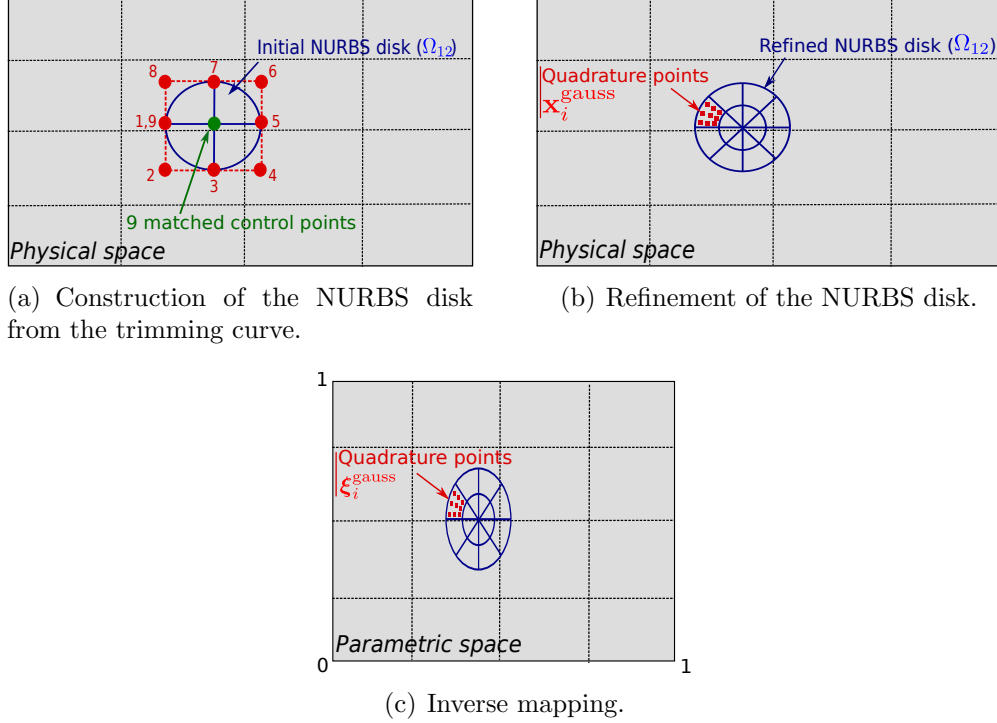 Initial NURBS disk (Ω₁₂)
8
7
6
1,9
5
2
3
4
9 matched control points
Physical space
(a) Construction of the NURBS disk
from the trimming curve.
Refined NURBS disk (Ω₁₂)
Quadrature points
𝐱ᵢ^gauss
Physical space
(b) Refinement of the NURBS disk.
1
Quadrature points
𝛏ᵢ^gauss
Parametric space
0
1
(c) Inverse mapping.